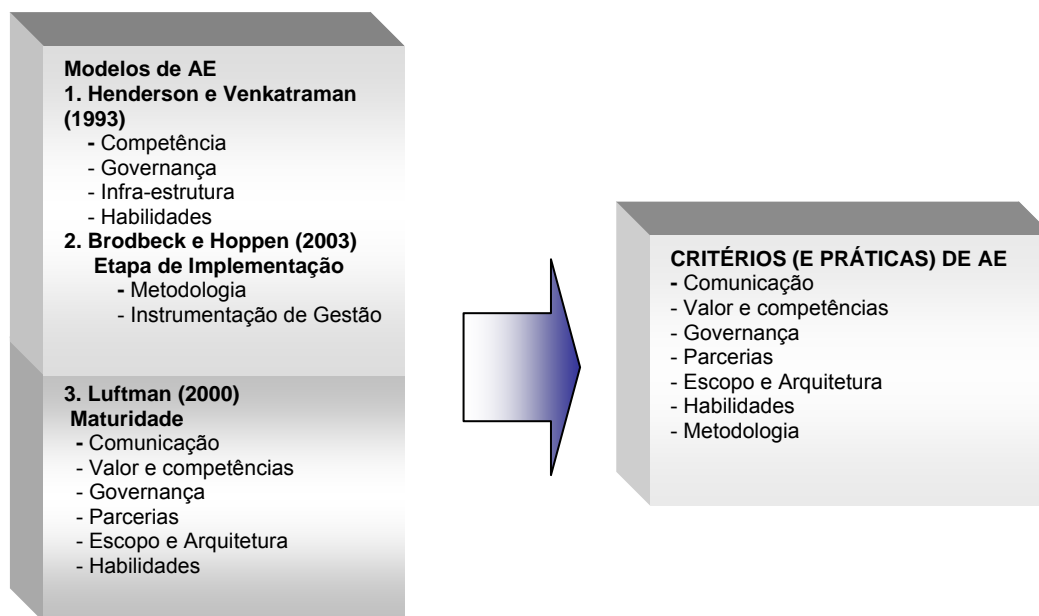 Modelos de AE
1. Henderson e Venkatraman
(1993)
- Competência
- Governança
- Infra-estrutura
- Habilidades
2. Brodbeck e Hoppen (2003)
Etapa de Implementação
- Metodologia
- Instrumentação de Gestão
3. Luftman (2000)
Maturidade
- Comunicação
- Valor e competências
- Governança
- Parcerias
- Escopo e Arquitetura
- Habilidades
CRITÉRIOS (E PRÁTICAS) DE AE
- Comunicação
- Valor e competências
- Governança
- Parcerias
- Escopo e Arquitetura
- Habilidades
- Metodologia